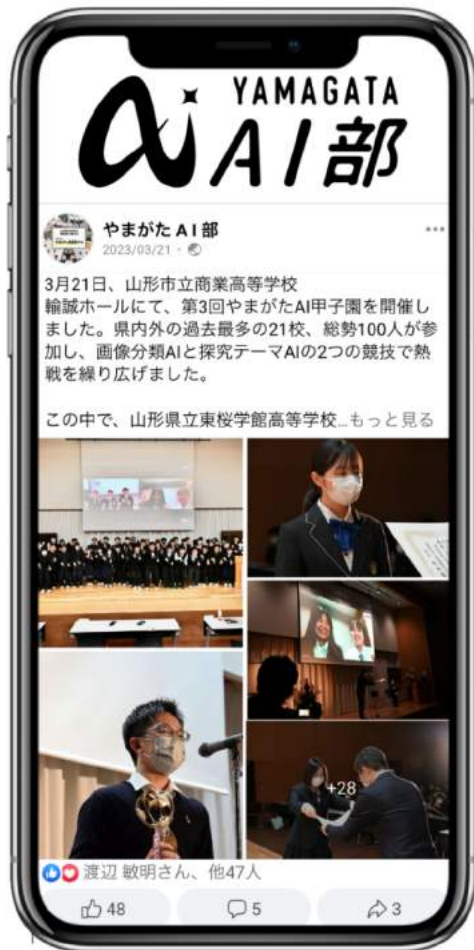 YAMAGATA
AI部
やまがたAI部
2023/03/21
3月21日、山形市立商業高等学校
輸誠ホールにて、第3回やまがたAI甲子園を開催し
ました。県内外の過去最多の21校、総勢100人が参
加し、画像分類AIと探究テーマAIの2つの競技で熱
戦を繰り広げました。
この中で、山形県立東桜学館高等学校...もっと見る
+28
渡辺 敏明さん、他47人
48
5
3